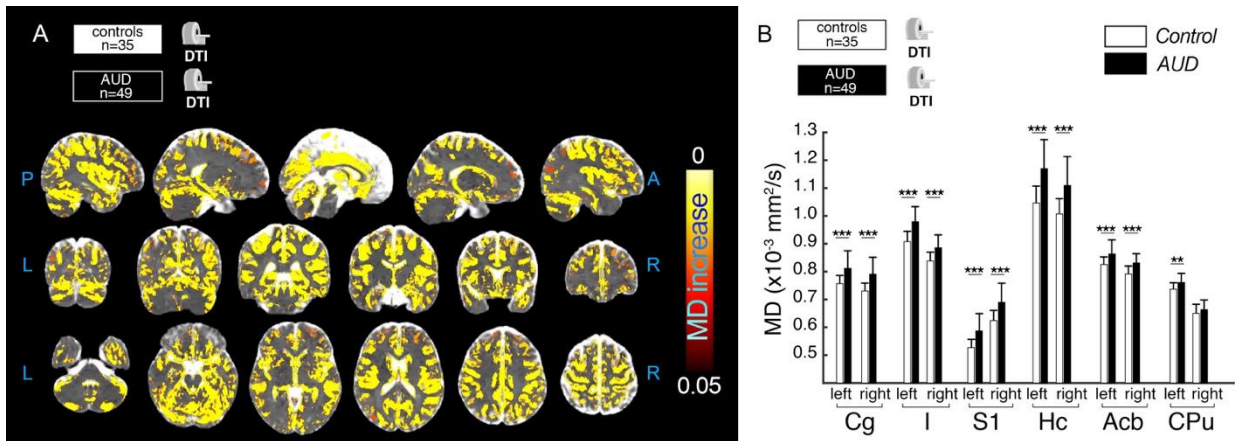 A
controls
n=35
DTI
AUD
n=49
DTI
P
A
L
R
L
R
0
MD increase
0.05
B
controls
n=35
DTI
AUD
n=49
DTI
Control
AUD
MD (x10⁻³ mm²/s)
1.3
1.2
1.1
1.0
0.9
0.8
0.7
0.6
0.5
*** *** *** *** *** *** *** *** *** *** **
left right left right left right left right left right left right
Cg I S1 Hc Acb CPu